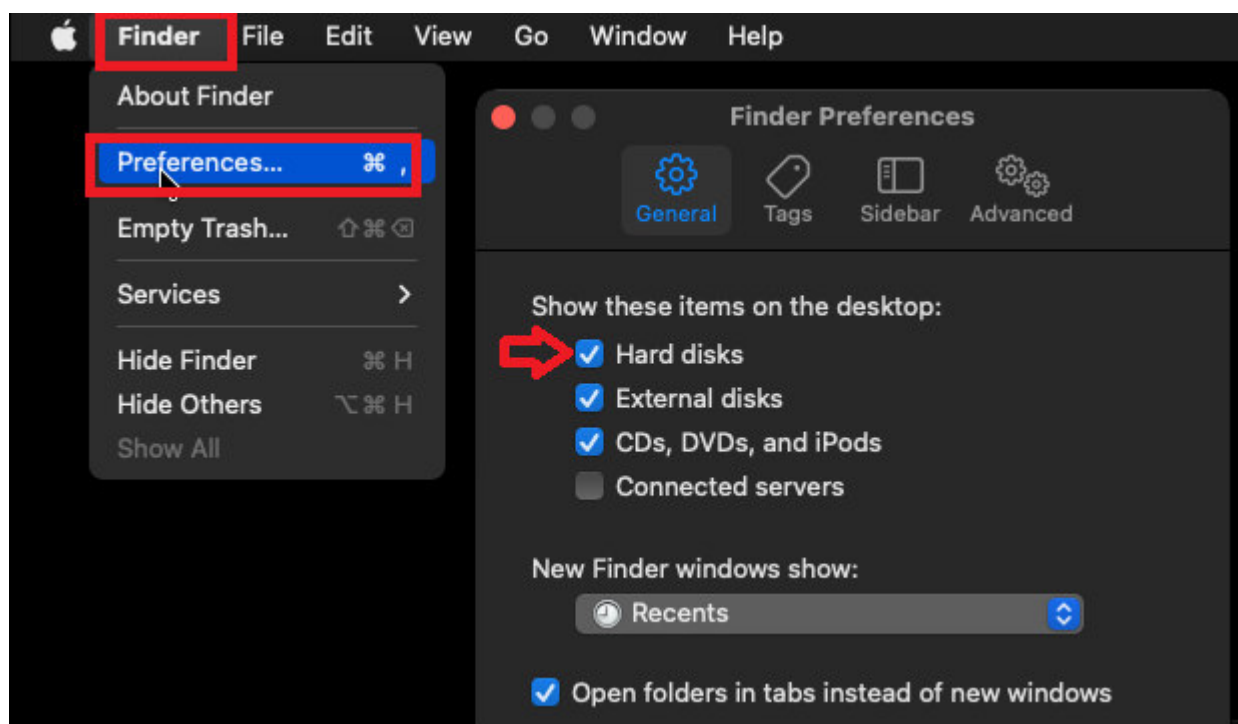 Finder File Edit View Go Window Help
About Finder
Preferences... ⌘ ,
Empty Trash... ⇧⌘⌫
Services >
Hide Finder ⌘ H
Hide Others ⌥⌘ H
Show All
Finder Preferences
General Tags Sidebar Advanced
Show these items on the desktop:
Hard disks
External disks
CDs, DVDs, and iPods
Connected servers
New Finder windows show:
Recents
Open folders in tabs instead of new windows